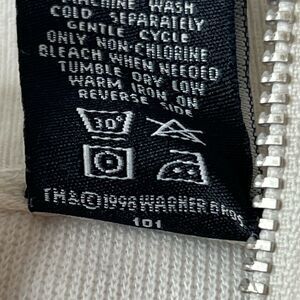 MACHINE WASH
COLD SEPARATELY
GENTLE CYCLE
ONLY NON-CHLORINE
BLEACH WHEN NEEDED
TUMBLE DRY LOW
WARM IRON ON
REVERSE SIDE
30°
TM&©1998 WARNER BROS.
101